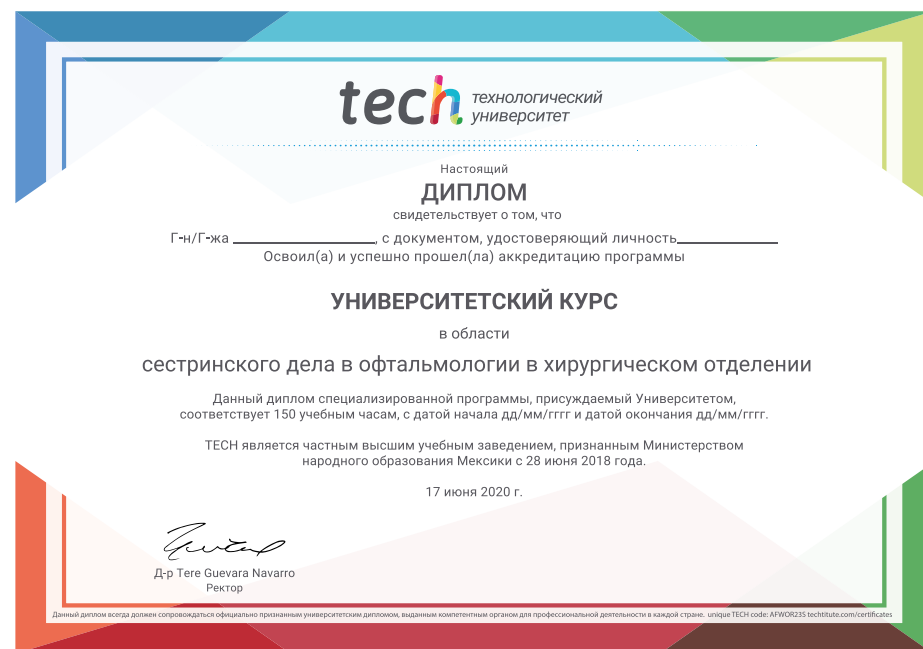 tech технологический
университет
Настоящий
ДИПЛОМ
свидетельствует о том, что
Г-н/Г-жа _______________, с документом, удостоверяющий личность___________
Освоил(а) и успешно прошел(ла) аккредитацию программы
УНИВЕРСИТЕТСКИЙ КУРС
в области
сестринского дела в офтальмологии в хирургическом отделении
Данный диплом специализированной программы, присуждаемый Университетом,
соответствует 150 учебным часам, с датой начала дд/мм/гггг и датой окончания дд/мм/гггг.
TECH является частным высшим учебным заведением, признанным Министерством
народного образования Мексики с 28 июня 2018 года.
17 июня 2020 г.
Д-р Tere Guevara Navarro
Ректор
Данный диплом всегда должен сопровождаться официально признанным университетским дипломом, выданным компетентным органом для профессиональной деятельности в каждой стране. unique TECH code: AFWOR23S techtitute.com/certificates